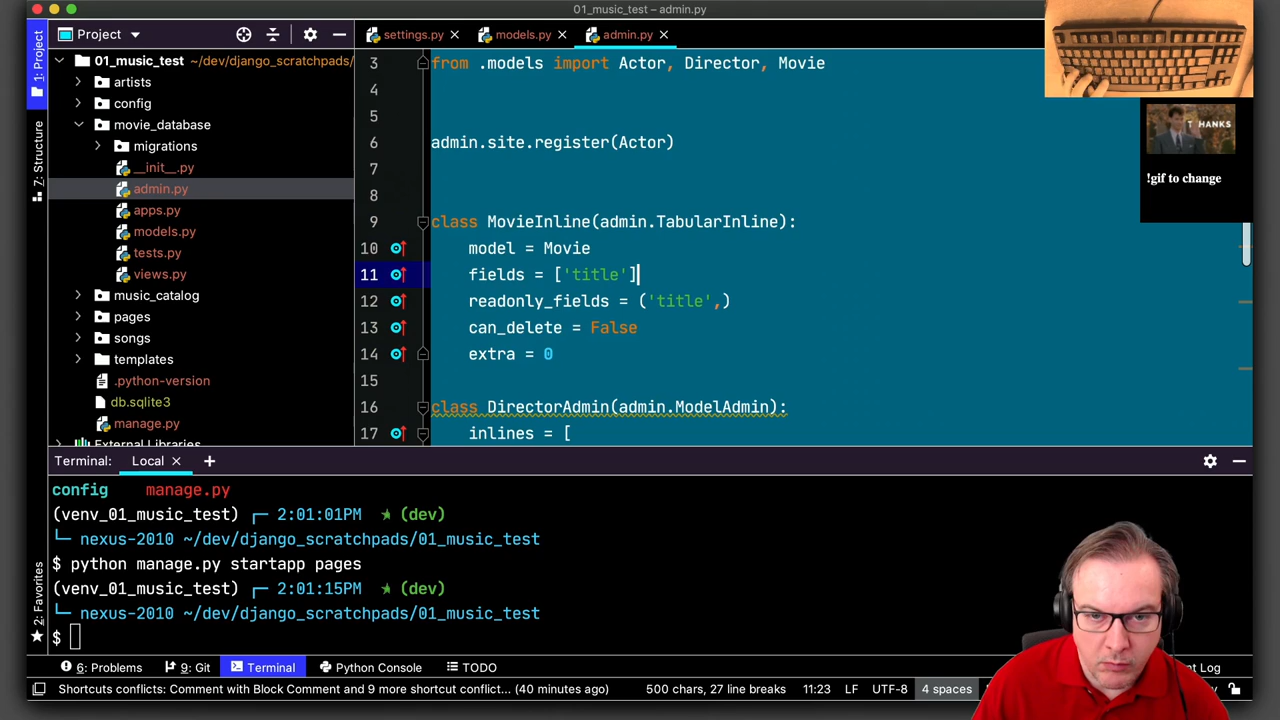 01_music_test – admin.py
Project
settings.py
models.py
admin.py
1: Project
7: Structure
2: Favorites
01_music_test ~/dev/django_scratchpads/
artists
config
movie_database
migrations
__init__.py
admin.py
apps.py
models.py
tests.py
views.py
music_catalog
pages
songs
templates
.python-version
db.sqlite3
manage.py
External Libraries
3 from .models import Actor, Director, Movie
4
5
6 admin.site.register(Actor)
7
8
9 class MovieInline(admin.TabularInline):
10 model = Movie
11 fields = ['title']
12 readonly_fields = ('title',)
13 can_delete = False
14 extra = 0
15
16 class DirectorAdmin(admin.ModelAdmin):
17 inlines = [
T HANKS
!gif to change
Terminal: Local
config manage.py
(venv_01_music_test) 2:01:01PM (dev)
nexus-2010 ~/dev/django_scratchpads/01_music_test
$ python manage.py startapp pages
(venv_01_music_test) 2:01:15PM (dev)
nexus-2010 ~/dev/django_scratchpads/01_music_test
$
6: Problems
9: Git
Terminal
Python Console
TODO
t Log
Shortcuts conflicts: Comment with Block Comment and 9 more shortcut conflict... (40 minutes ago)
500 chars, 27 line breaks
11:23
LF
UTF-8
4 spaces